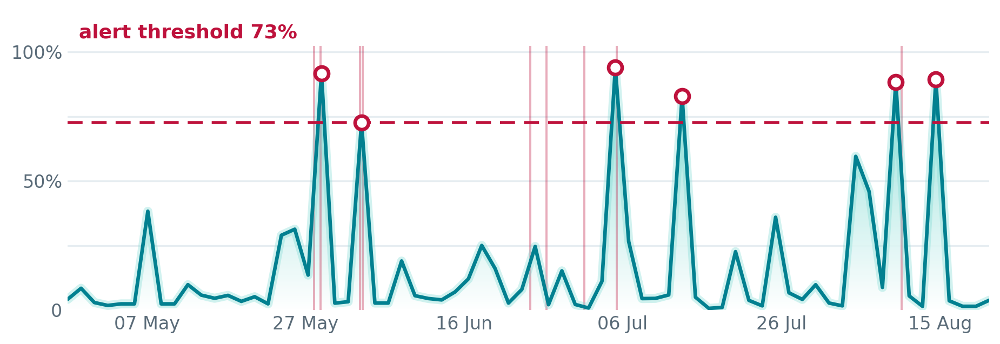 alert threshold 73%
100%
50%
0
07 May
27 May
16 Jun
06 Jul
26 Jul
15 Aug